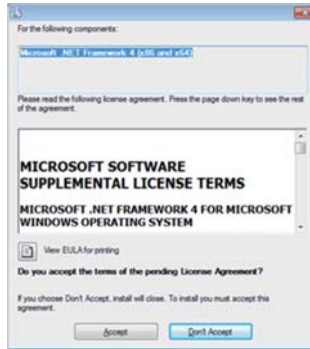 For the following components:
Microsoft .NET Framework 4 (x86 and x64)
Please read the following license agreement. Press the page down key to see the rest
of the agreement.
MICROSOFT SOFTWARE
SUPPLEMENTAL LICENSE TERMS
MICROSOFT .NET FRAMEWORK 4 FOR MICROSOFT
WINDOWS OPERATING SYSTEM
View EULA for printing
Do you accept the terms of the pending License Agreement?
If you choose Don't Accept, install will close. To install you must accept this
agreement.
Accept
Don't Accept